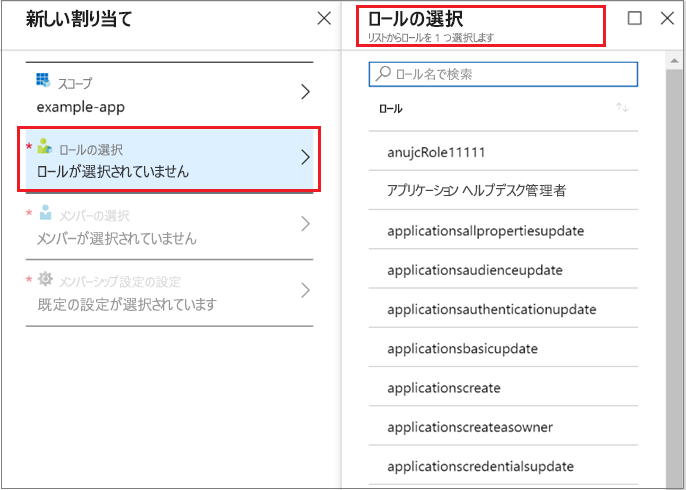 新しい割り当て
スコープ
example-app
* ロールの選択
ロールが選択されていません
* メンバーの選択
メンバーが選択されていません
* メンバーシップ設定の設定
既定の設定が選択されています
ロールの選択
リストからロールを 1 つ選択します
ロール名で検索
ロール
anujcRole11111
アプリケーション ヘルプデスク管理者
applicationsallpropertiesupdate
applicationsaudienceupdate
applicationsauthenticationupdate
applicationsbasicupdate
applicationscreate
applicationscreateasowner
applicationscredentialsupdate